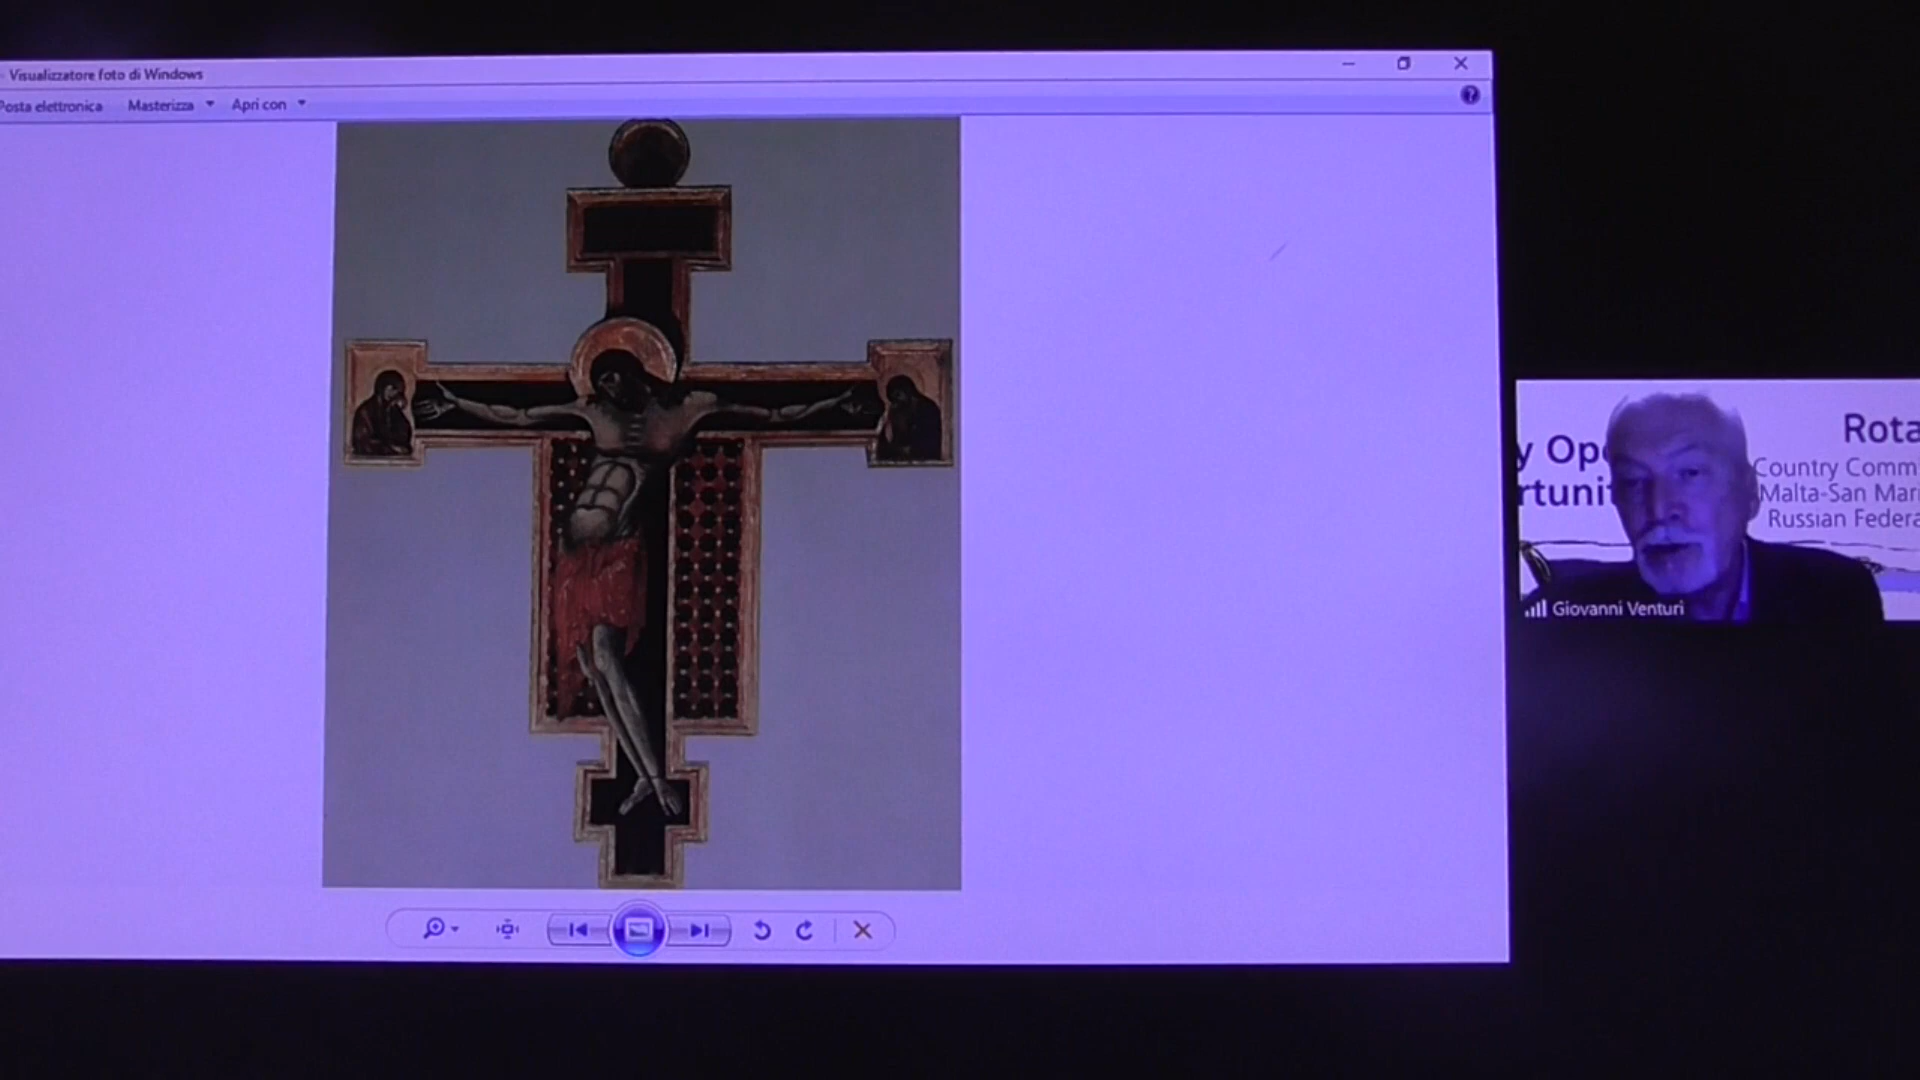 Visualizzatore foto di Windows
Posta elettronica Masterizza Apri con
y Op
rtuni
Rota
Country Comm
Malta-San Mari
Russian Federa
Giovanni Venturi